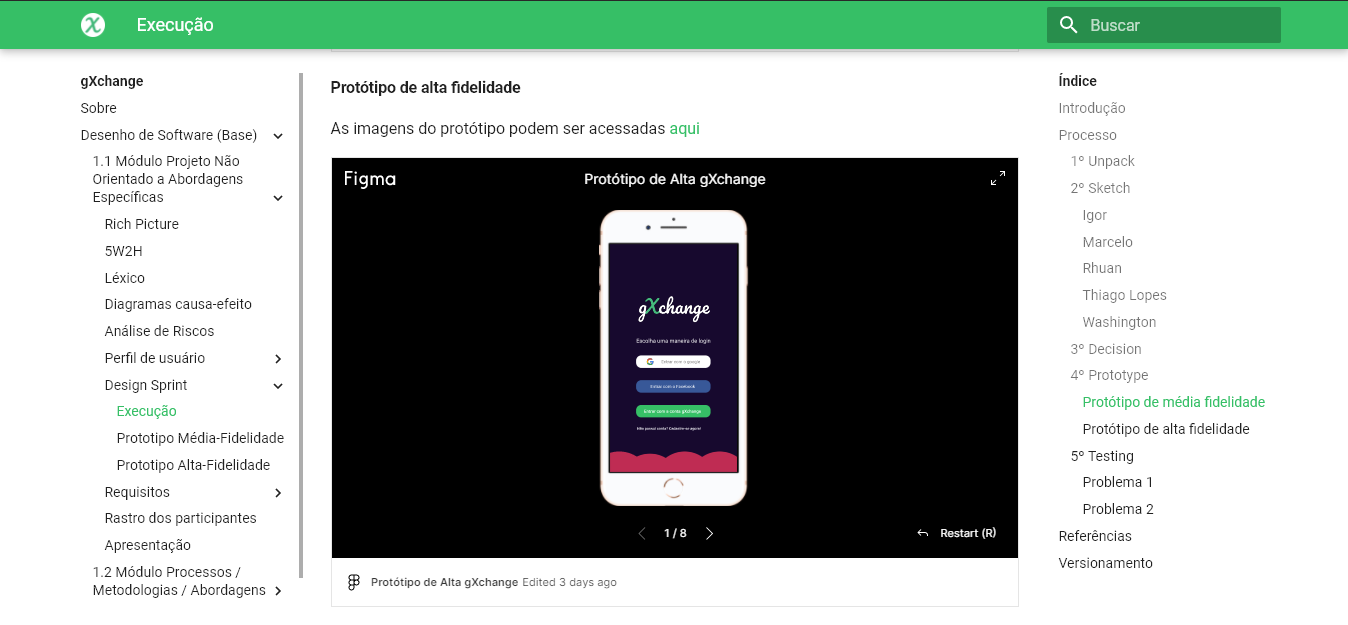 Execução
Buscar
gXchange
Sobre
Desenho de Software (Base)
1.1 Módulo Projeto Não
Orientado a Abordagens
Específicas
Rich Picture
5W2H
Léxico
Diagramas causa-efeito
Análise de Riscos
Perfil de usuário
Design Sprint
Execução
Prototipo Média-Fidelidade
Prototipo Alta-Fidelidade
Requisitos
Rastro dos participantes
Apresentação
1.2 Módulo Processos /
Metodologias / Abordagens
Protótipo de alta fidelidade
As imagens do protótipo podem ser acessadas aqui
Figma
Protótipo de Alta gXchange
gXchange
Escolha uma maneira de login
Entrar com o google
Entrar com o Facebook
Entrar com a conta gXchange
Não possui conta? Cadastre-se agora!
1 / 8
Restart (R)
Protótipo de Alta gXchange Edited 3 days ago
Índice
Introdução
Processo
1º Unpack
2º Sketch
Igor
Marcelo
Rhuan
Thiago Lopes
Washington
3º Decision
4º Prototype
Protótipo de média fidelidade
Protótipo de alta fidelidade
5º Testing
Problema 1
Problema 2
Referências
Versionamento